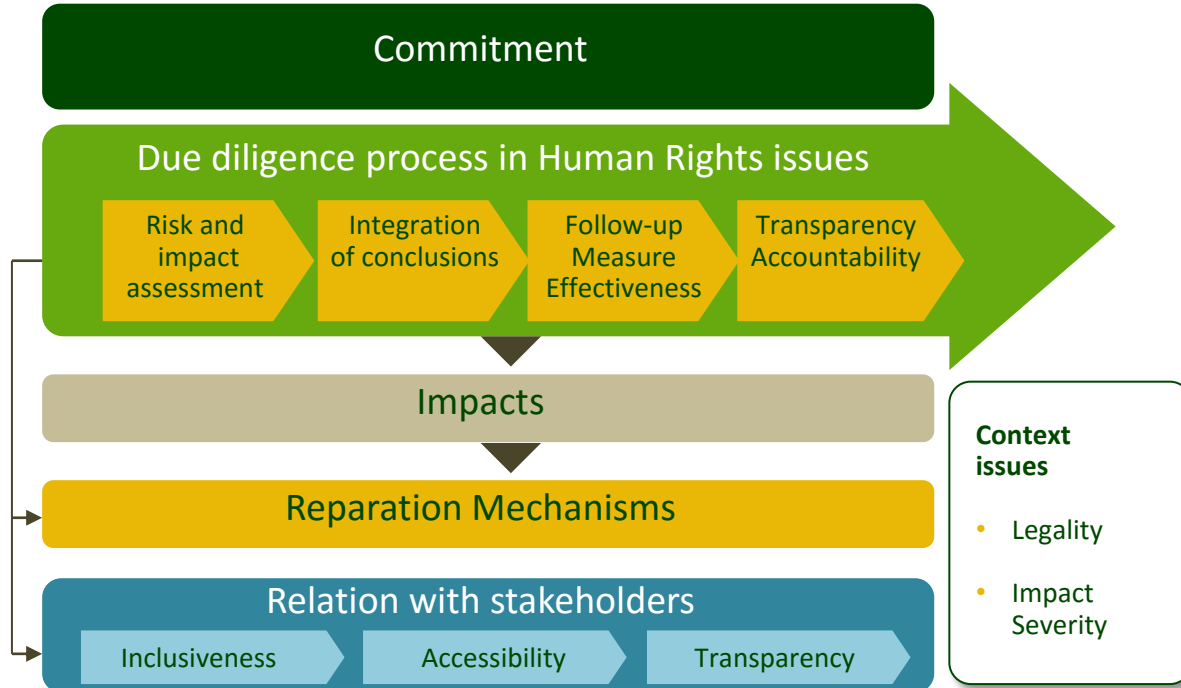 Commitment
Due diligence process in Human Rights issues
Risk and
impact
assessment
Integration
of conclusions
Follow-up
Measure
Effectiveness
Transparency
Accountability
Impacts
Reparation Mechanisms
Relation with stakeholders
Inclusiveness
Accessibility
Transparency
Context
issues
• Legality
• Impact
Severity